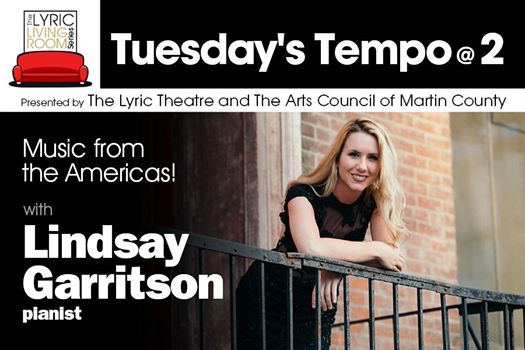 The
LYRIC
LIVING
ROOM
Series
Tuesday's Tempo @ 2
Presented by The Lyric Theatre and The Arts Council of Martin County
Music from
the Americas!
with
Lindsay
Garritson
pianist